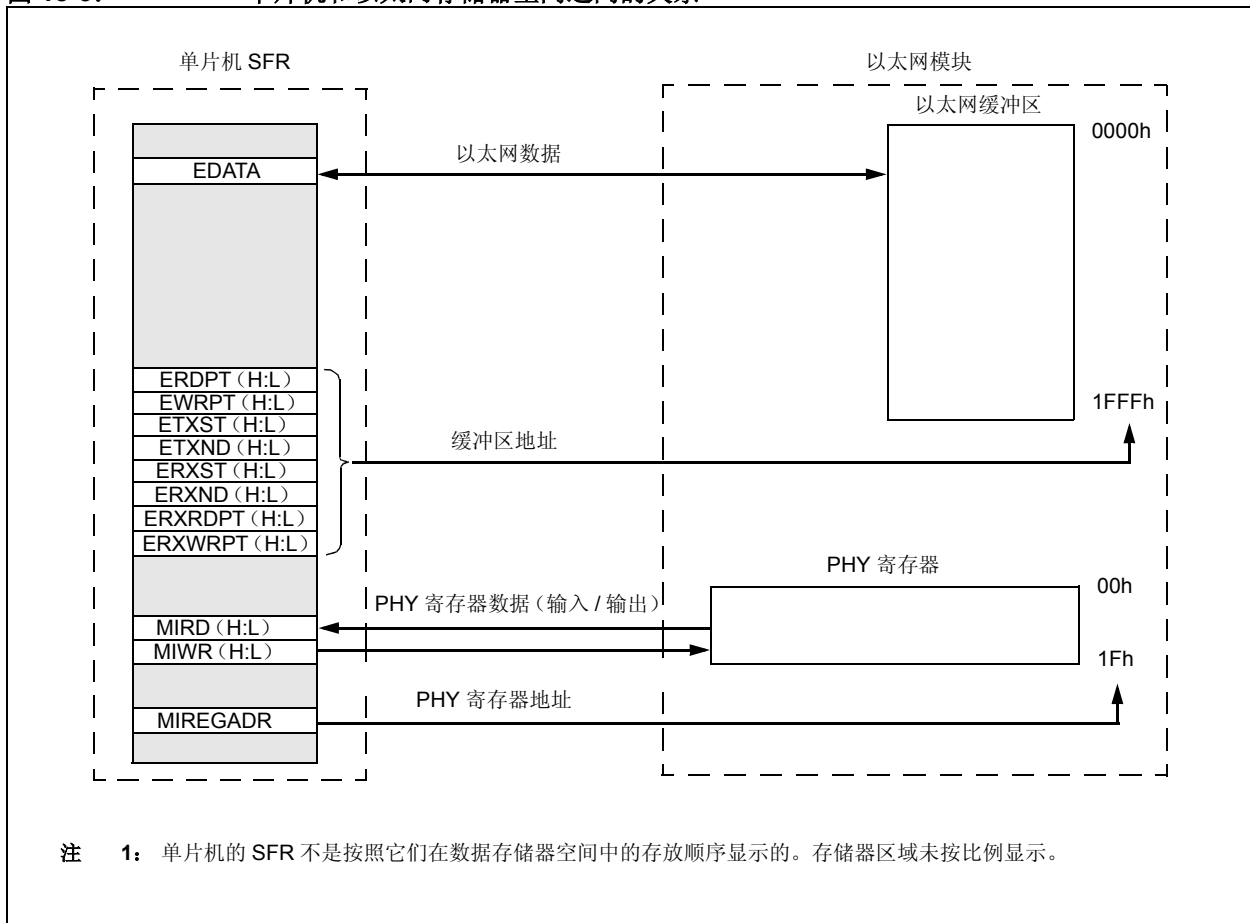 单片机 SFR
以太网模块
以太网缓冲区
0000h
EDATA
以太网数据
1FFFh
ERDPT（H:L）
EWRPT（H:L）
ETXST（H:L）
ETXND（H:L）
ERXST（H:L）
ERXND（H:L）
ERXRDPT（H:L）
ERXWRPT（H:L）
缓冲区地址
PHY 寄存器
00h
PHY 寄存器数据（输入 / 输出）
MIRD（H:L）
MIWR（H:L）
1Fh
PHY 寄存器地址
MIREGADR
注 1： 单片机的 SFR 不是按照它们在数据存储器空间中的存放顺序显示的。存储器区域未按比例显示。